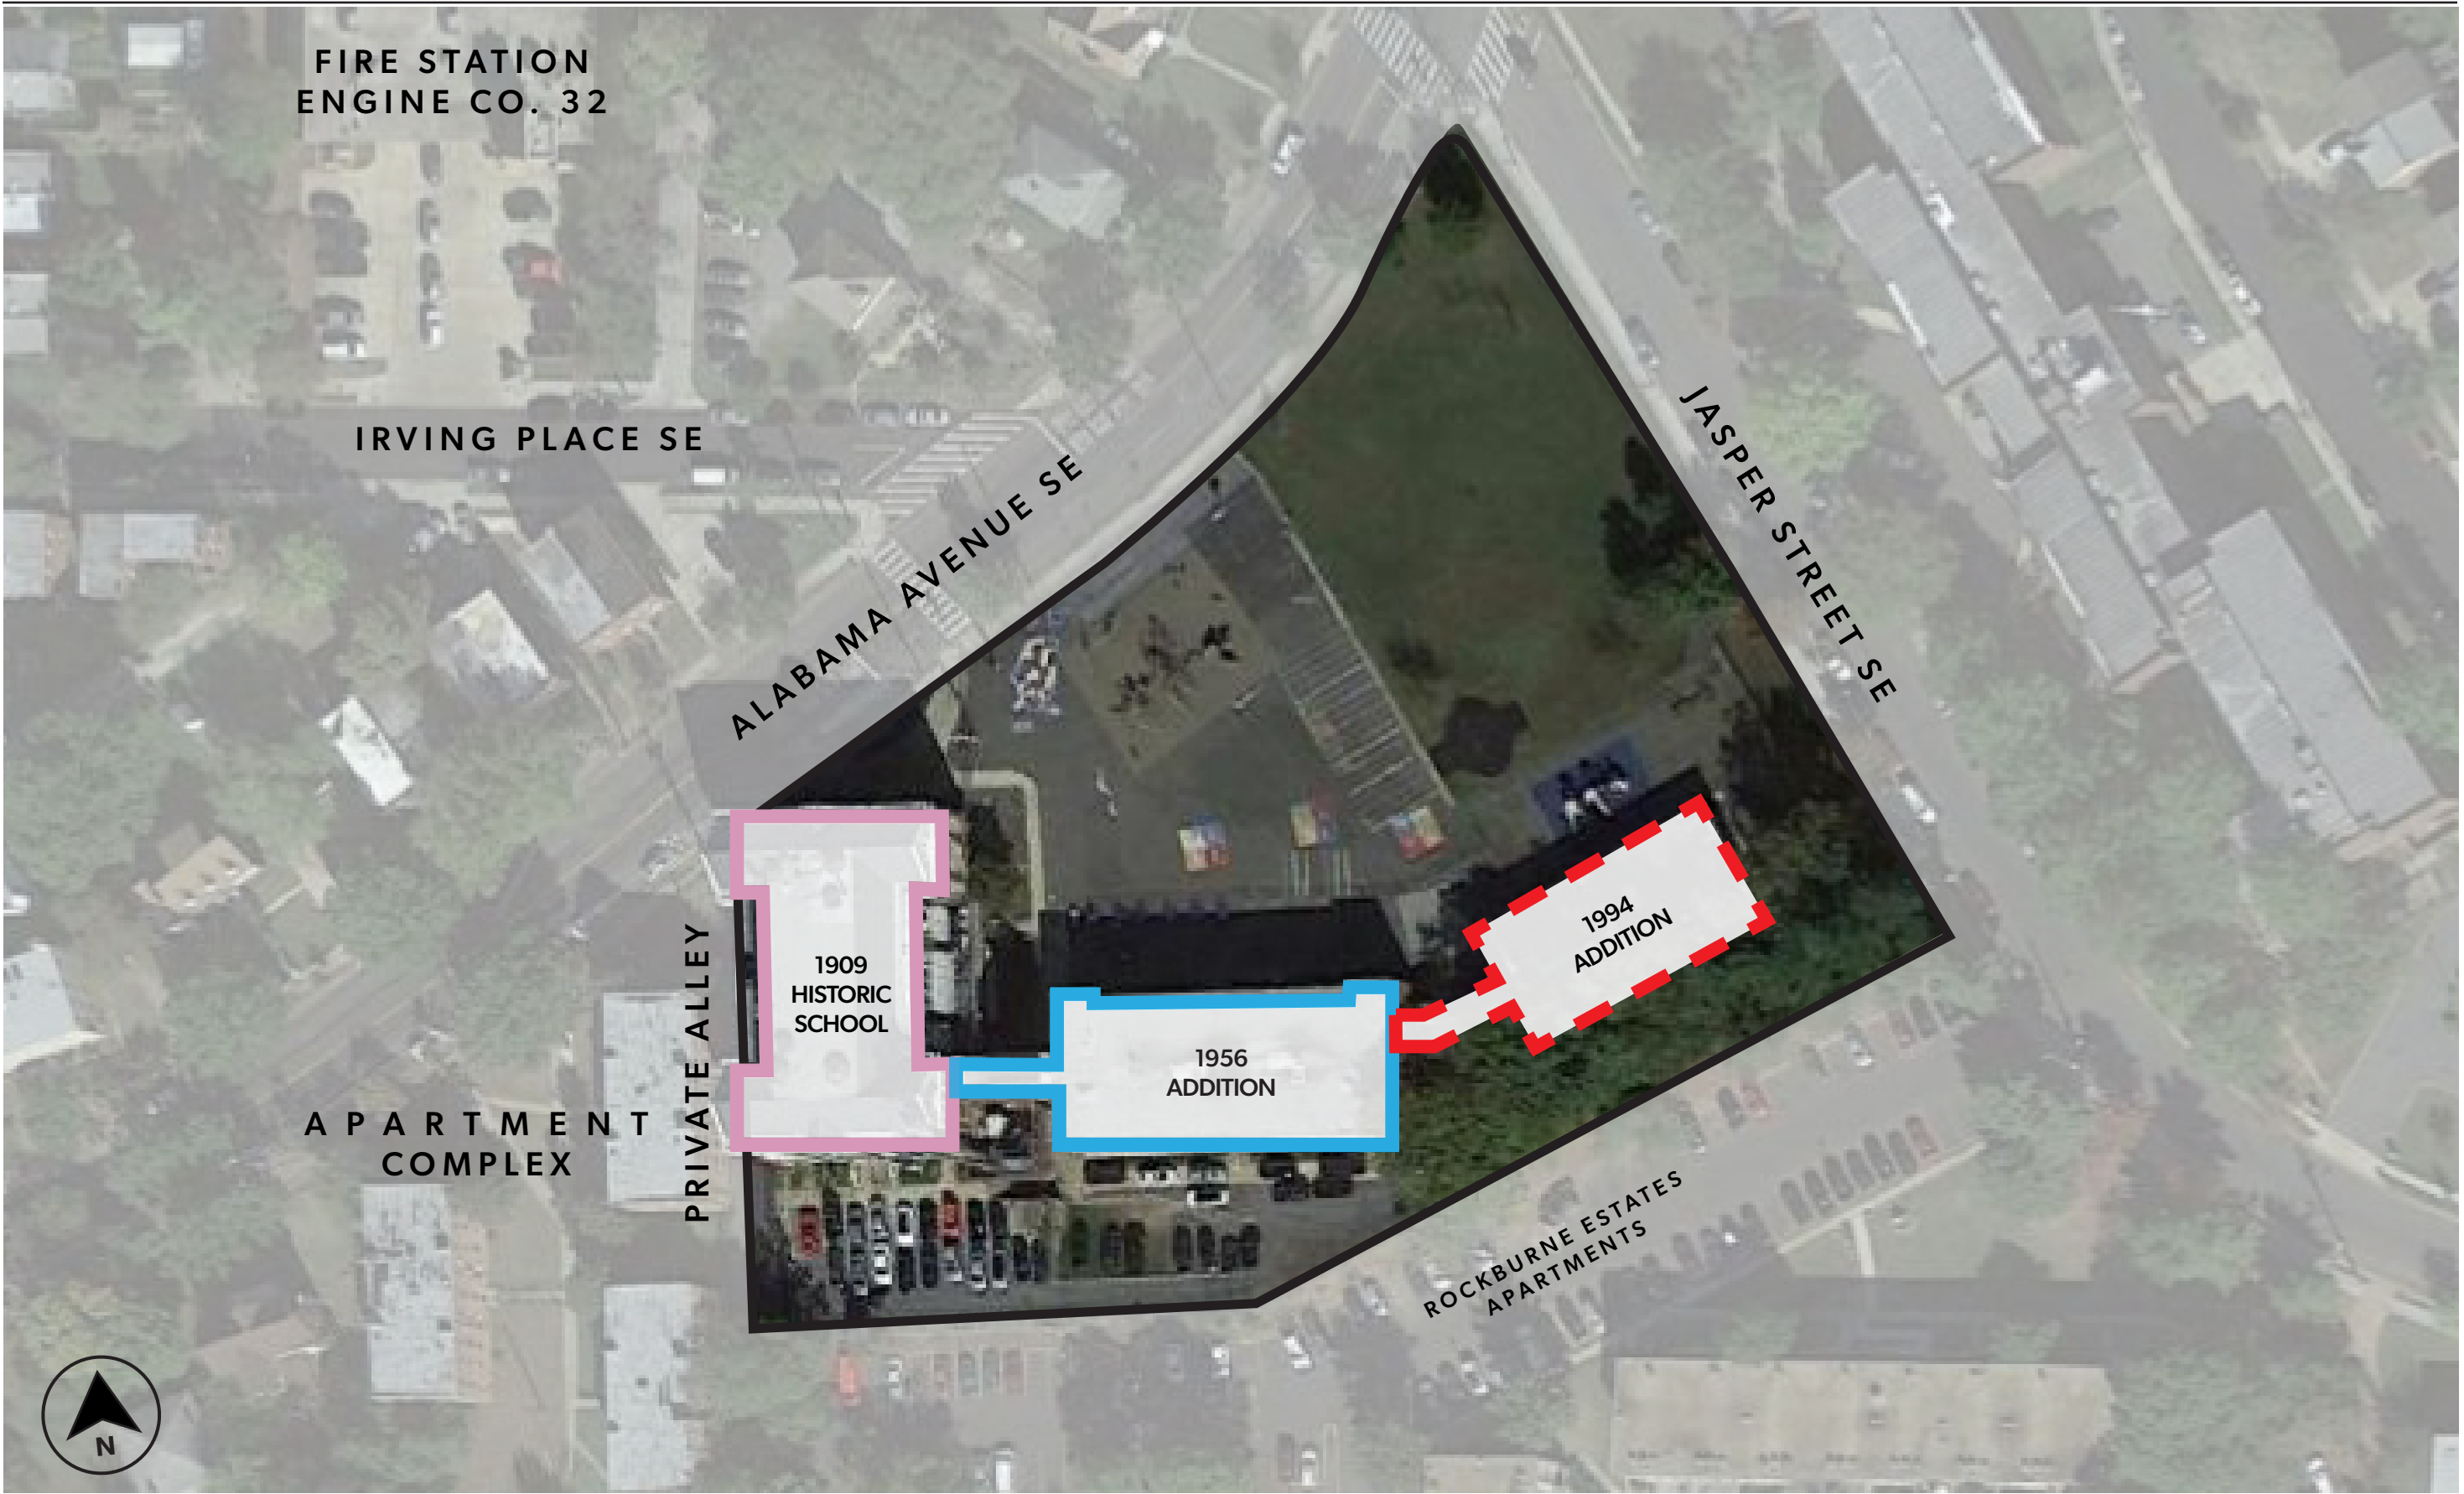 FIRE STATION
ENGINE CO. 32
IRVING PLACE SE
ALABAMA AVENUE SE
JASPER STREET SE
1994
ADDITION
1909
HISTORIC
SCHOOL
PRIVATE ALLEY
1956
ADDITION
APARTMENT
COMPLEX
ROCKBURNE ESTATES
APARTMENTS
N